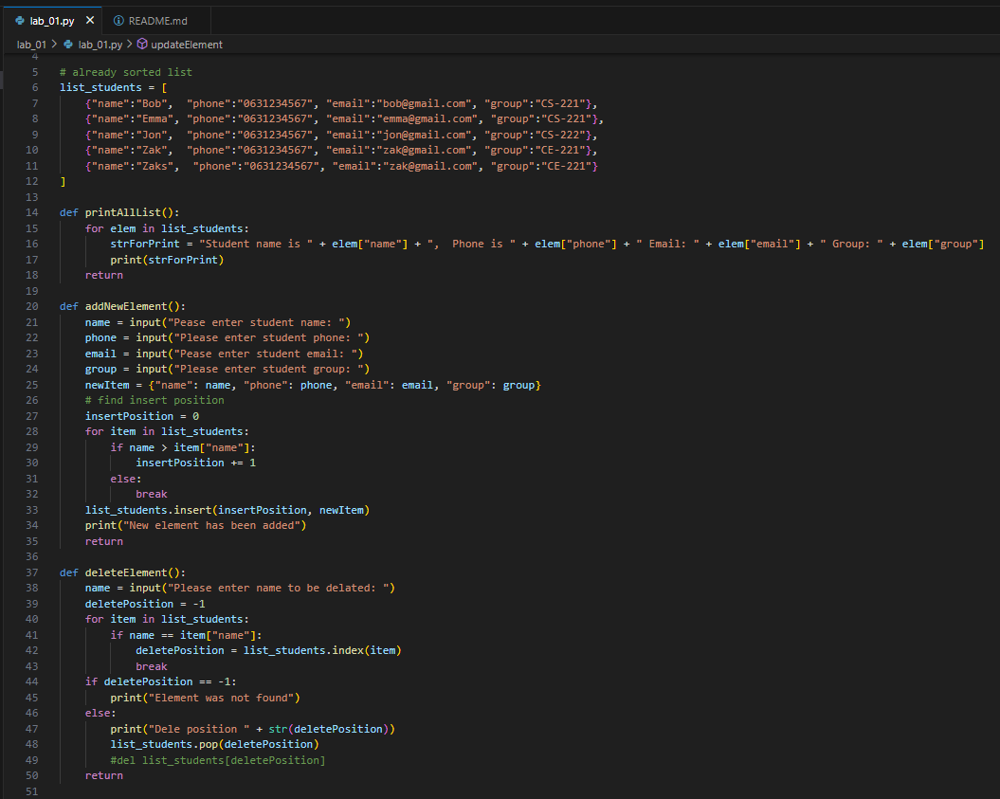 lab_01.py × README.md
lab_01 > lab_01.py > updateElement
4
5 # already sorted list
6 list_students = [
7     {"name":"Bob",  "phone":"0631234567", "email":"bob@gmail.com", "group":"CS-221"},
8     {"name":"Emma", "phone":"0631234567", "email":"emma@gmail.com", "group":"CS-221"},
9     {"name":"Jon",  "phone":"0631234567", "email":"jon@gmail.com", "group":"CS-222"},
10     {"name":"Zak",  "phone":"0631234567", "email":"zak@gmail.com", "group":"CE-221"},
11     {"name":"Zaks",  "phone":"0631234567", "email":"zak@gmail.com", "group":"CE-221"}
12 ]
13
14 def printAllList():
15     for elem in list_students:
16         strForPrint = "Student name is " + elem["name"] + ",  Phone is " + elem["phone"] + " Email: " + elem["email"] + " Group: " + elem["group"]
17         print(strForPrint)
18     return
19
20 def addNewElement():
21     name = input("Pease enter student name: ")
22     phone = input("Please enter student phone: ")
23     email = input("Pease enter student email: ")
24     group = input("Please enter student group: ")
25     newItem = {"name": name, "phone": phone, "email": email, "group": group}
26     # find insert position
27     insertPosition = 0
28     for item in list_students:
29         if name > item["name"]:
30             insertPosition += 1
31         else:
32             break
33     list_students.insert(insertPosition, newItem)
34     print("New element has been added")
35     return
36
37 def deleteElement():
38     name = input("Please enter name to be delated: ")
39     deletePosition = -1
40     for item in list_students:
41         if name == item["name"]:
42             deletePosition = list_students.index(item)
43             break
44     if deletePosition == -1:
45         print("Element was not found")
46     else:
47         print("Dele position " + str(deletePosition))
48         list_students.pop(deletePosition)
49         #del list_students[deletePosition]
50     return
51